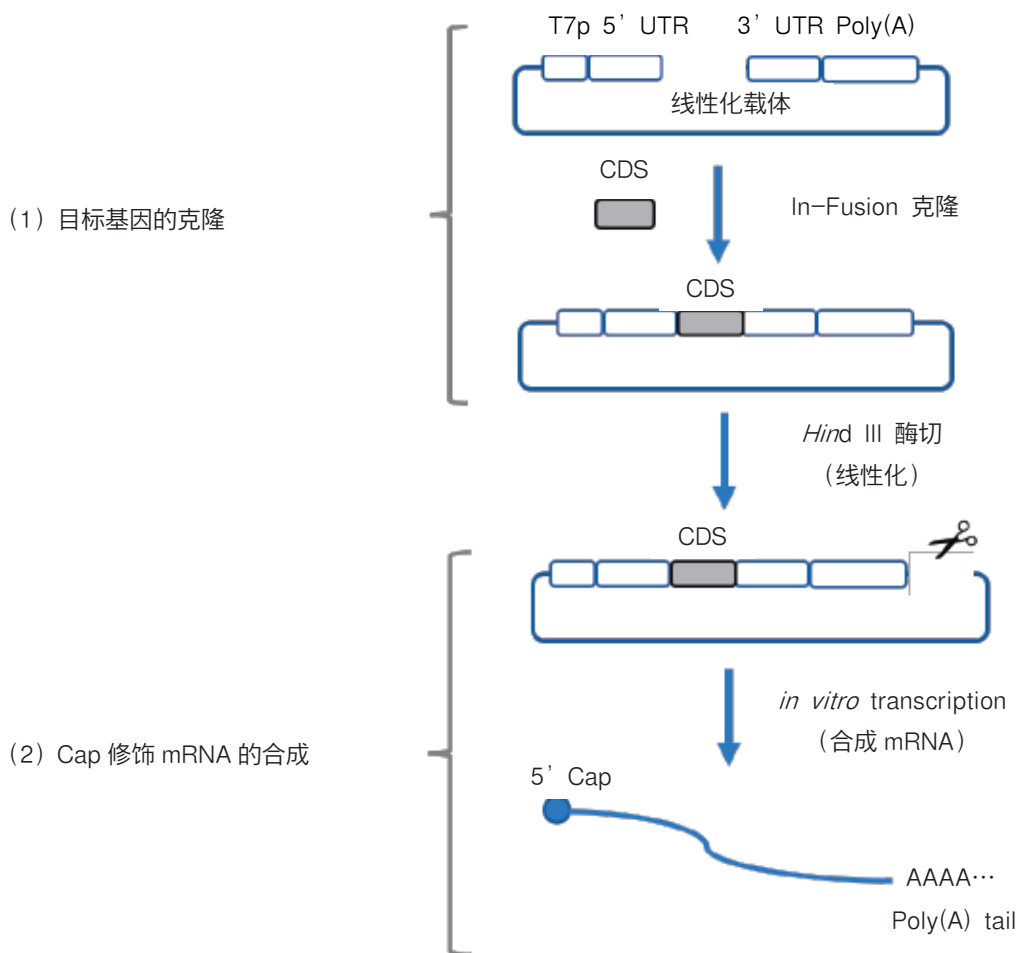 T7p 5’ UTR 3’ UTR Poly(A)
线性化载体
CDS
In-Fusion 克隆
(1) 目标基因的克隆
CDS
Hind III 酶切
(线性化)
CDS
in vitro transcription
(合成 mRNA)
(2) Cap 修饰 mRNA 的合成
5’ Cap
AAAA…
Poly(A) tail